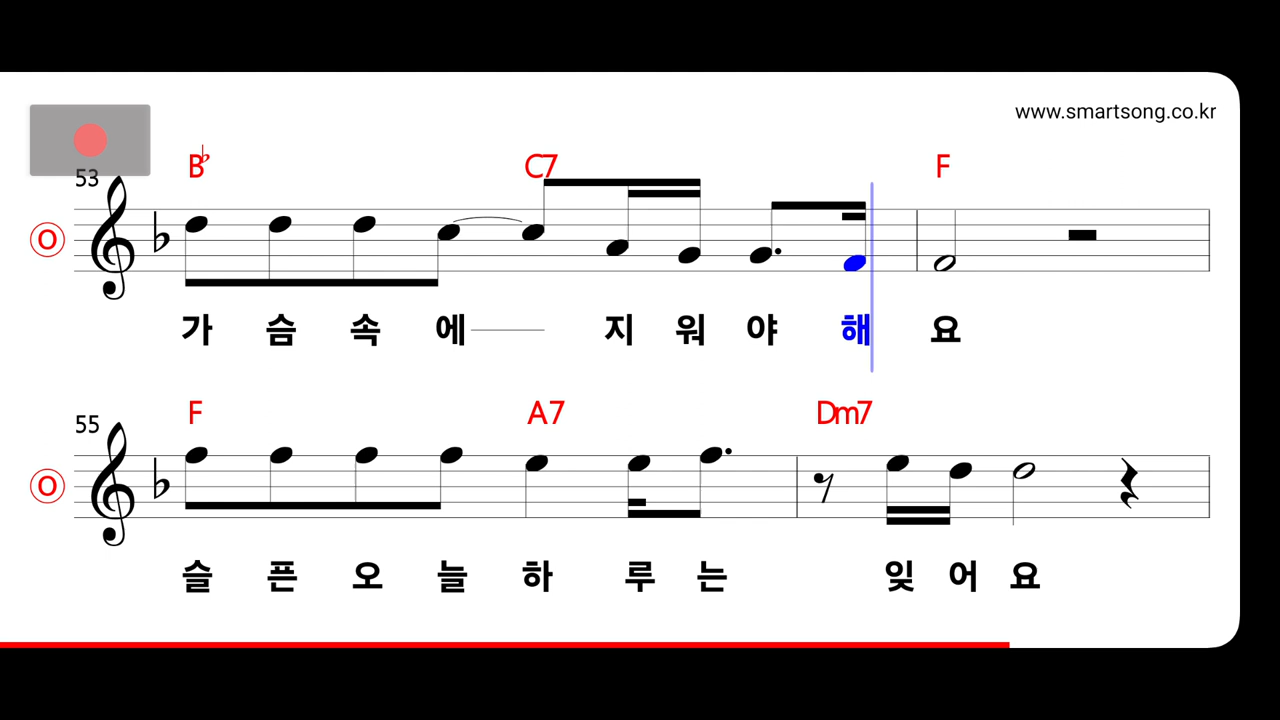 www.smartsong.co.kr
53
B♭ C7 F
O
가 슴 속 에 지 워 야 해 요
55
F A7 Dm7
O
슬 픈 오 늘 하 루 는 잊 어 요